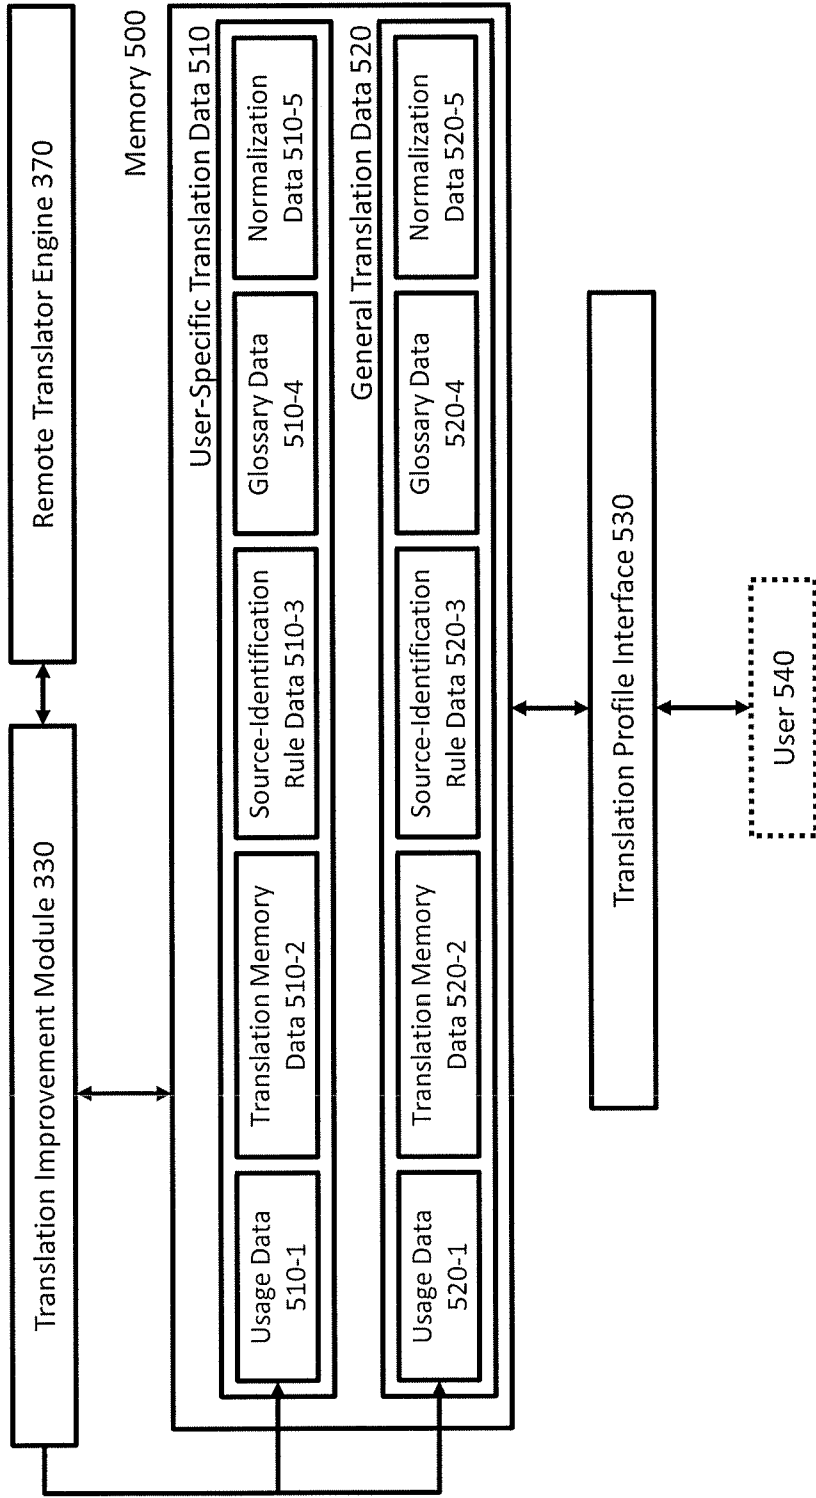 Translation Improvement Module 330
Remote Translator Engine 370
Memory 500
User-Specific Translation Data 510
Usage Data
510-1
Translation Memory
Data 510-2
Source-Identification
Rule Data 510-3
Glossary Data
510-4
Normalization
Data 510-5
General Translation Data 520
Usage Data
520-1
Translation Memory
Data 520-2
Source-Identification
Rule Data 520-3
Glossary Data
520-4
Normalization
Data 520-5
Translation Profile Interface 530
User 540